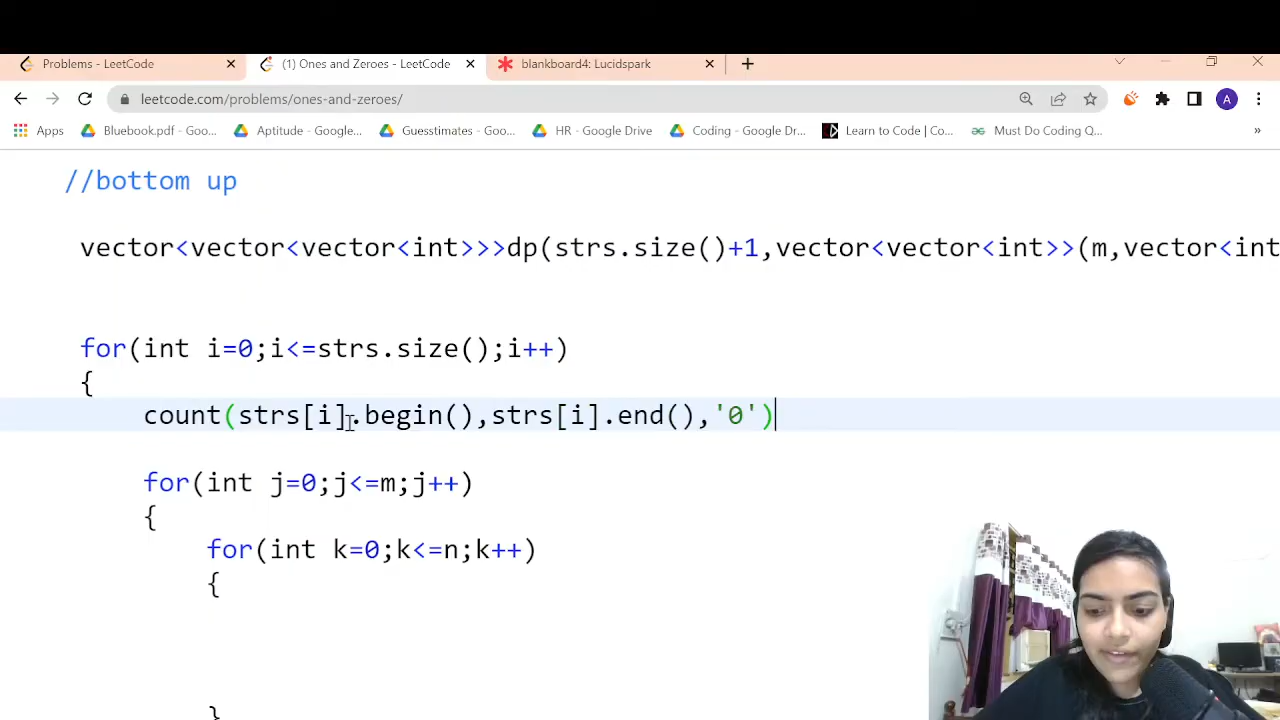 Problems - LeetCode
(1) Ones and Zeroes - LeetCode
blankboard4: Lucidspark
leetcode.com/problems/ones-and-zeroes/
A
Apps
Bluebook.pdf - Goo...
Aptitude - Google...
Guesstimates - Goo...
HR - Google Drive
Coding - Google Dr...
Learn to Code | Co...
Must Do Coding Q...
»
//bottom up
vector<vector<vector<int>>>dp(strs.size()+1,vector<vector<int>>(m,vector<int
for(int i=0;i<=strs.size();i++)
{
count(strs[i].begin(),strs[i].end(),'0')
for(int j=0;j<=m;j++)
{
for(int k=0;k<=n;k++)
{
}